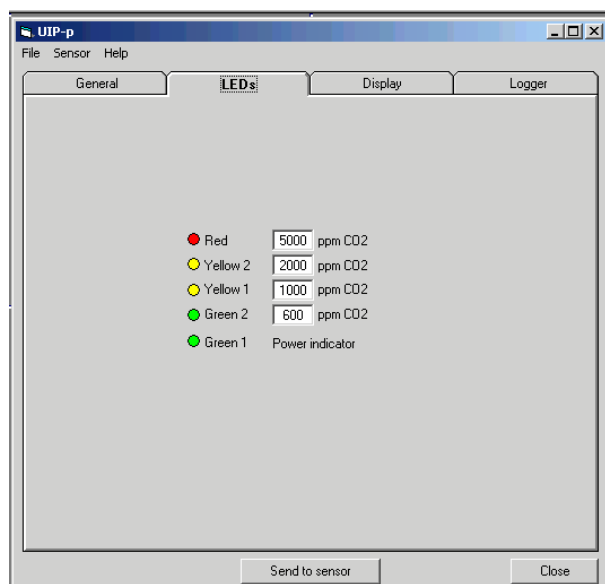 UIP-p
File Sensor Help
General LEDs Display Logger
Red 5000 ppm CO2
Yellow 2 2000 ppm CO2
Yellow 1 1000 ppm CO2
Green 2 600 ppm CO2
Green 1 Power indicator
Send to sensor Close